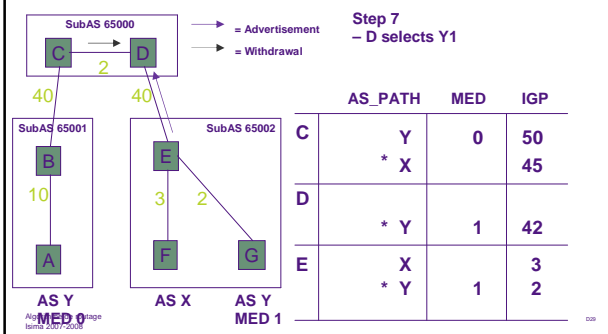 SubAS 65000
C
D
2
= Advertisement
= Withdrawal
Step 7
– D selects Y1
40
40
SubAS 65001
B
10
A
SubAS 65002
E
3
2
F
G
AS Y
MED 0
AS X
AS Y
MED 1
AS_PATH MED IGP
C Y 0 50
* X 45
D
* Y 1 42
E X 3
* Y 1 2
Isima 2007-2008
D29